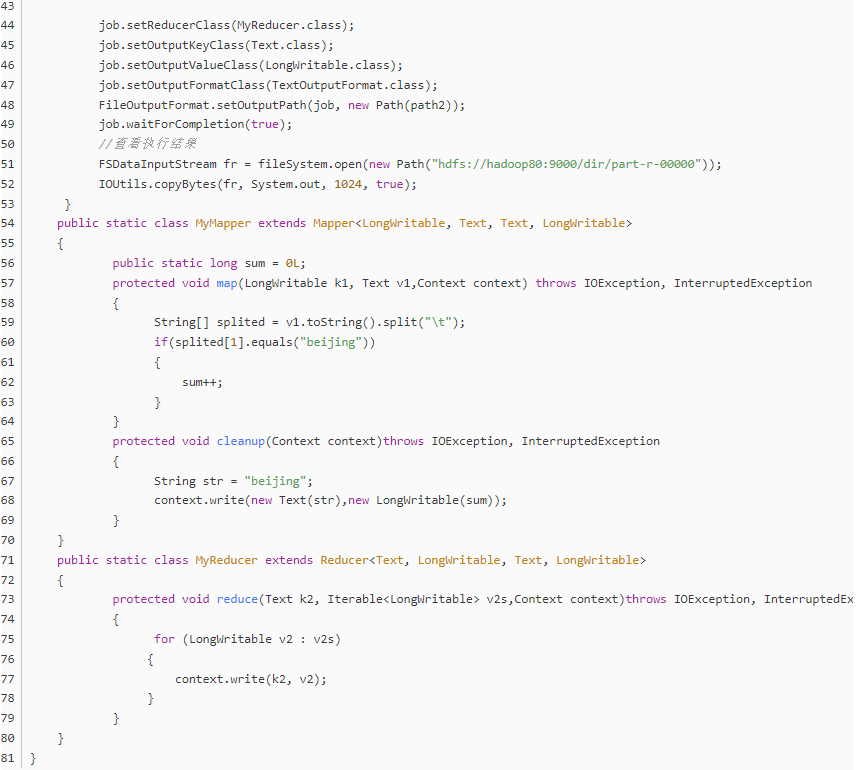 43
44 job.setReducerClass(MyReducer.class);
45 job.setOutputKeyClass(Text.class);
46 job.setOutputValueClass(LongWritable.class);
47 job.setOutputFormatClass(TextOutputFormat.class);
48 FileOutputFormat.setOutputPath(job, new Path(path2));
49 job.waitForCompletion(true);
50 //查看执行结果
51 FSDataInputStream fr = fileSystem.open(new Path("hdfs://hadoop80:9000/dir/part-r-00000"));
52 IOUtils.copyBytes(fr, System.out, 1024, true);
53 }
54 public static class MyMapper extends Mapper<LongWritable, Text, Text, LongWritable>
55 {
56 public static long sum = 0L;
57 protected void map(LongWritable k1, Text v1,Context context) throws IOException, InterruptedException
58 {
59 String[] splited = v1.toString().split("\t");
60 if(splited[1].equals("beijing"))
61 {
62 sum++;
63 }
64 }
65 protected void cleanup(Context context)throws IOException, InterruptedException
66 {
67 String str = "beijing";
68 context.write(new Text(str),new LongWritable(sum));
69 }
70 }
71 public static class MyReducer extends Reducer<Text, LongWritable, Text, LongWritable>
72 {
73 protected void reduce(Text k2, Iterable<LongWritable> v2s,Context context)throws IOException, InterruptedEx
74 {
75 for (LongWritable v2 : v2s)
76 {
77 context.write(k2, v2);
78 }
79 }
80 }
81 }